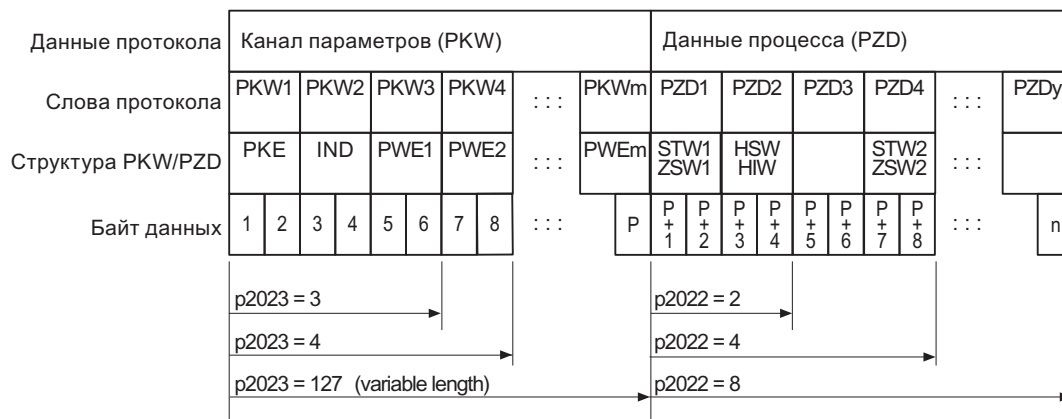 Данные протокола Канал параметров (PKW) Данные процесса (PZD)
Слова протокола PKW1 PKW2 PKW3 PKW4 : : : PKWm PZD1 PZD2 PZD3 PZD4 : : : PZDy
Структура PKW/PZD PKE IND PWE1 PWE2 : : : PWEm STW1 HSW STW2 : : :
ZSW1 HIW ZSW2
Байт данных 1 2 3 4 5 6 7 8 : : : P P+1 P+2 P+3 P+4 P+5 P+6 P+7 P+8 : : : n
p2023 = 3 p2022 = 2
p2023 = 4 p2022 = 4
p2023 = 127 (variable length) p2022 = 8